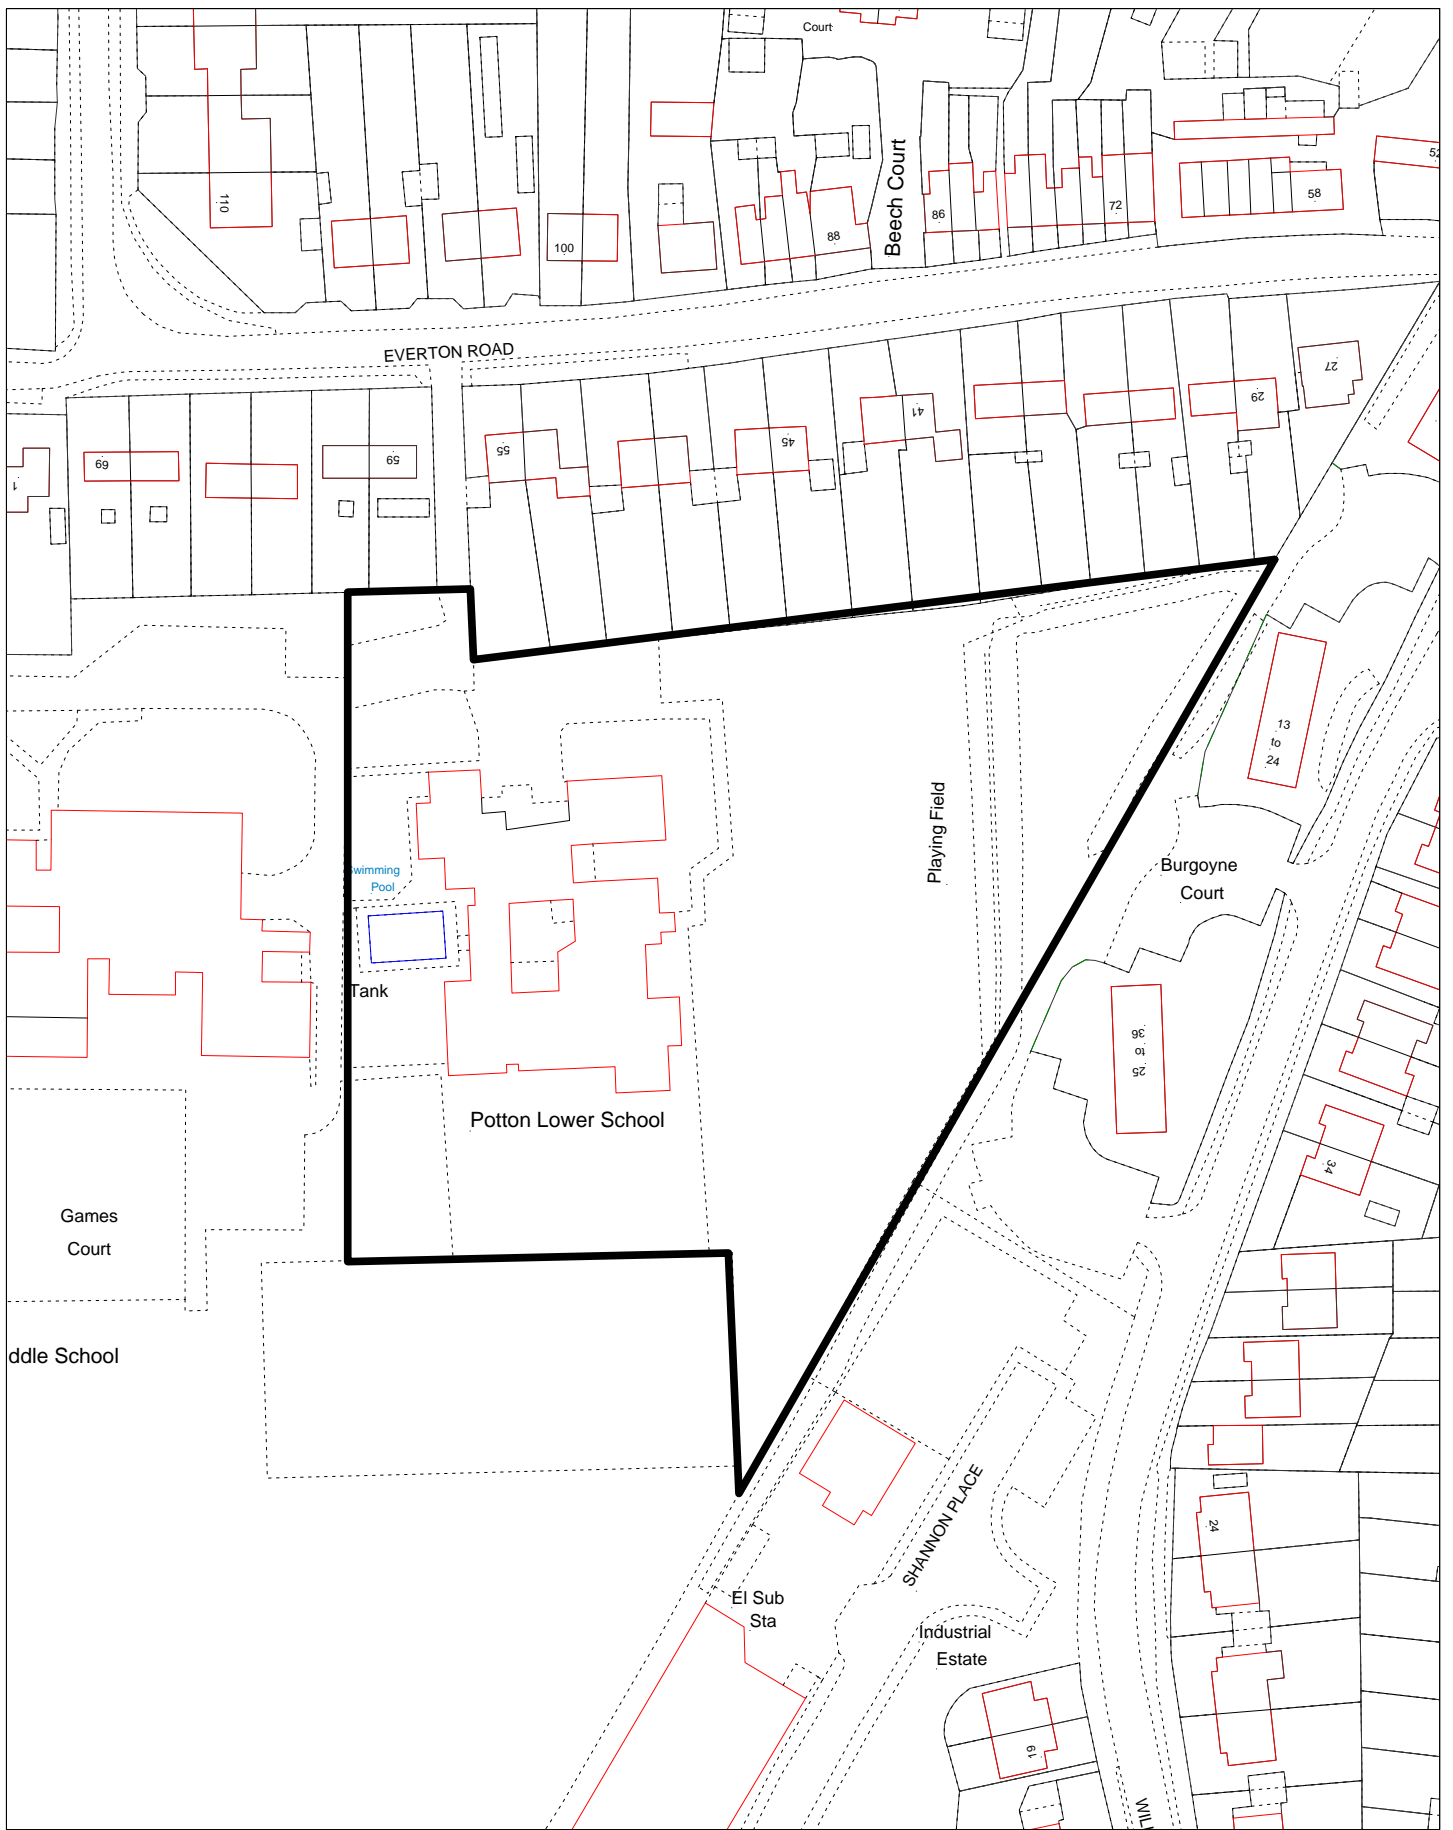 Court
110
100
88
Beech Court
86
72
58
52
EVERTON ROAD
69
59
55
45
41
29
27
1
13
to
24
Playing Field
Burgoyne
Court
Swimming
Pool
Tank
36
to
25
Potton Lower School
34
Games
Court
ddle School
SHANNON PLACE
24
El Sub
Sta
Industrial
Estate
19
WIL